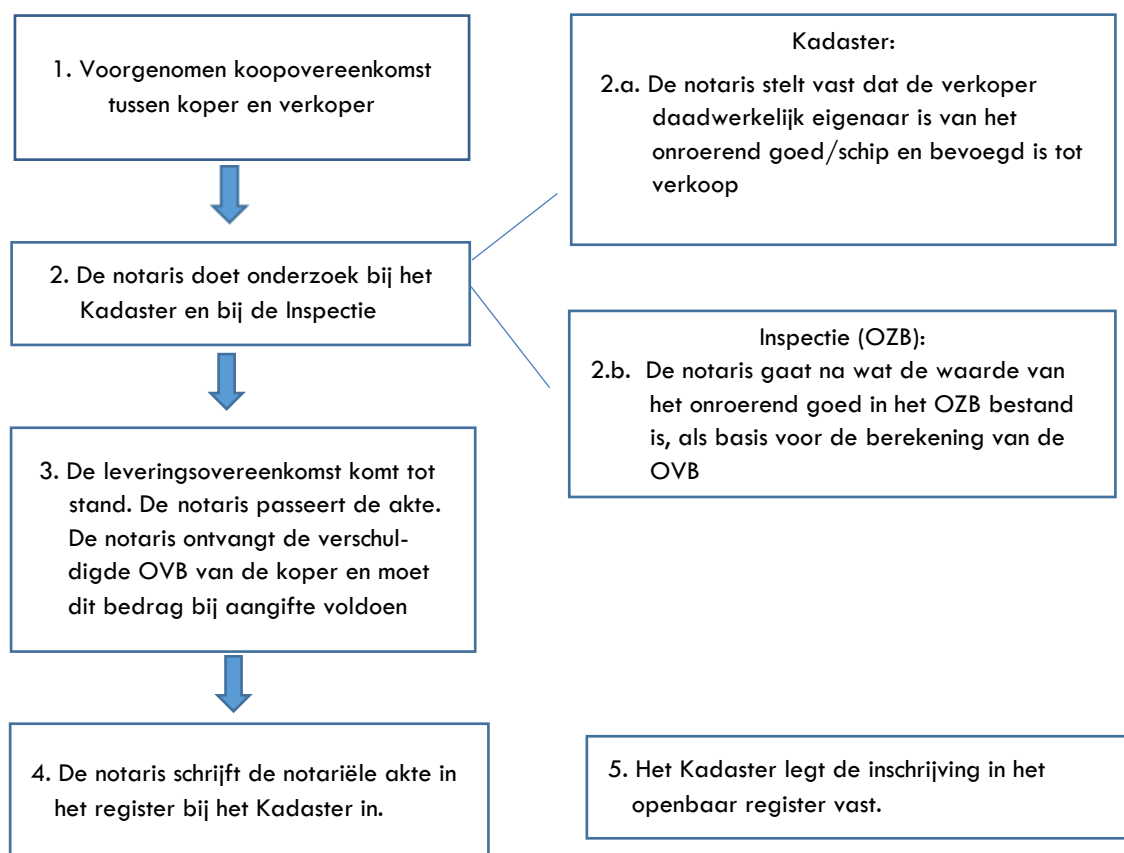 1. Voorgenomen koopovereenkomst
tussen koper en verkoper
Kadaster:
2.a. De notaris stelt vast dat de verkoper
daadwerkelijk eigenaar is van het
onroerend goed/schip en bevoegd is tot
verkoop
2. De notaris doet onderzoek bij het
Kadaster en bij de Inspectie
Inspectie (OZB):
2.b. De notaris gaat na wat de waarde van
het onroerend goed in het OZB bestand
is, als basis voor de berekening van de
OVB
3. De leveringsovereenkomst komt tot
stand. De notaris passeert de akte.
De notaris ontvangt de verschul-
digde OVB van de koper en moet
dit bedrag bij aangifte voldoen
4. De notaris schrijft de notariële akte in
het register bij het Kadaster in.
5. Het Kadaster legt de inschrijving in het
openbaar register vast.